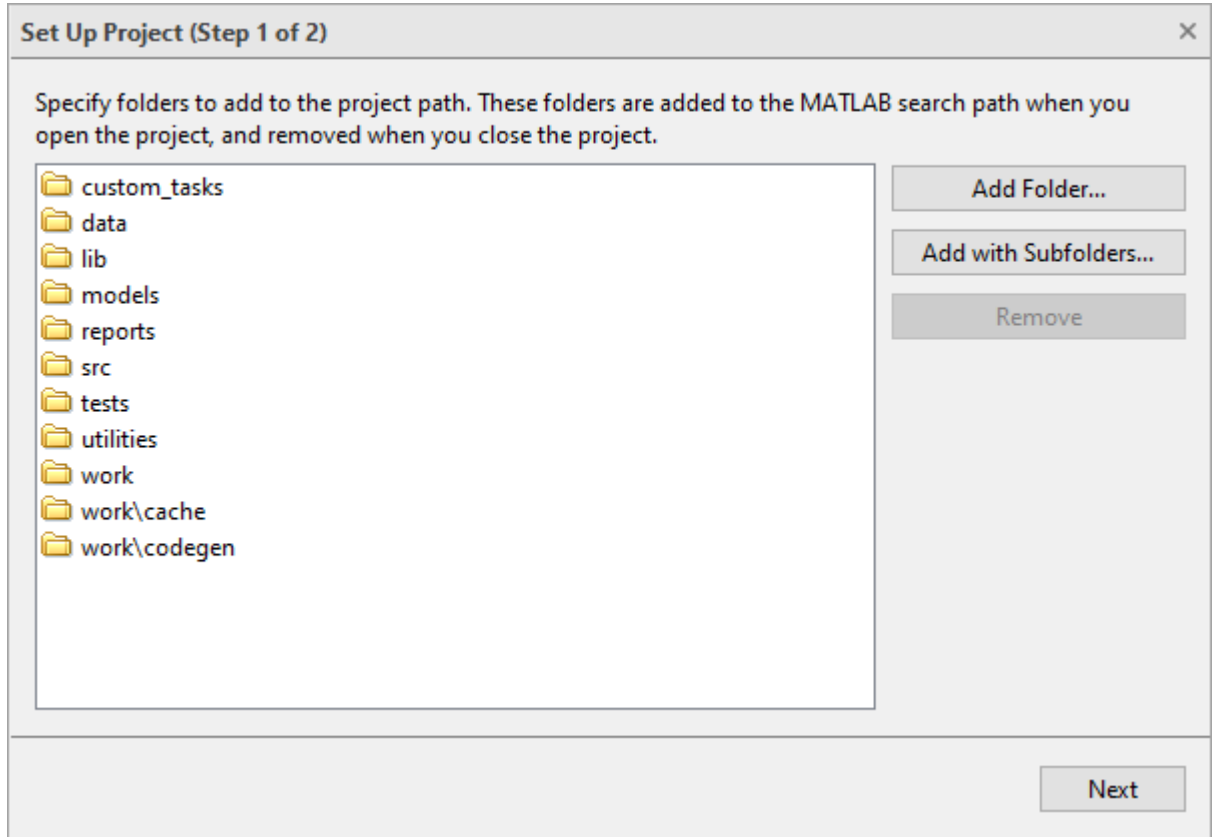 Set Up Project (Step 1 of 2)
Specify folders to add to the project path. These folders are added to the MATLAB search path when you
open the project, and removed when you close the project.
custom_tasks
data
lib
models
reports
src
tests
utilities
work
work\cache
work\codegen
Add Folder...
Add with Subfolders...
Remove
Next